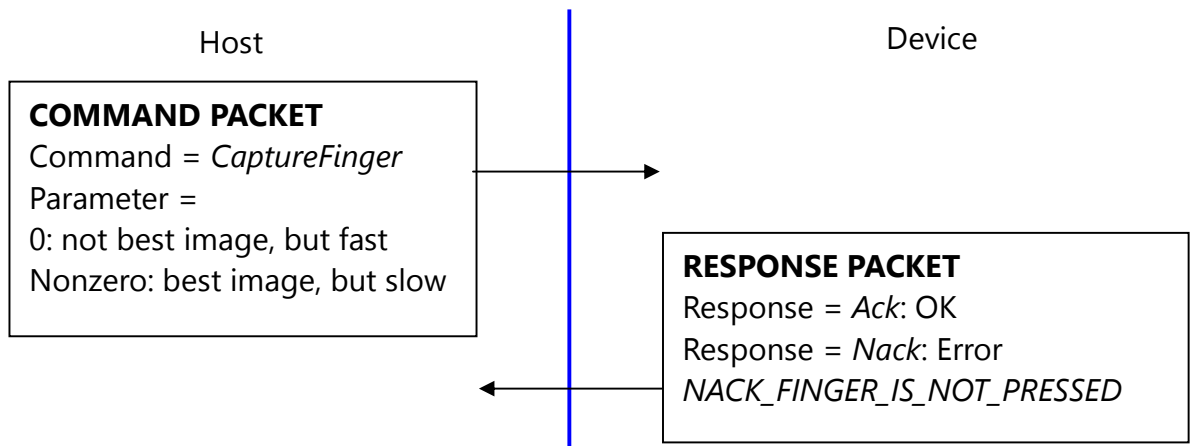 Host
Device
COMMAND PACKET
Command = CaptureFinger
Parameter =
0: not best image, but fast
Nonzero: best image, but slow
RESPONSE PACKET
Response = Ack: OK
Response = Nack: Error
NACK_FINGER_IS_NOT_PRESSED